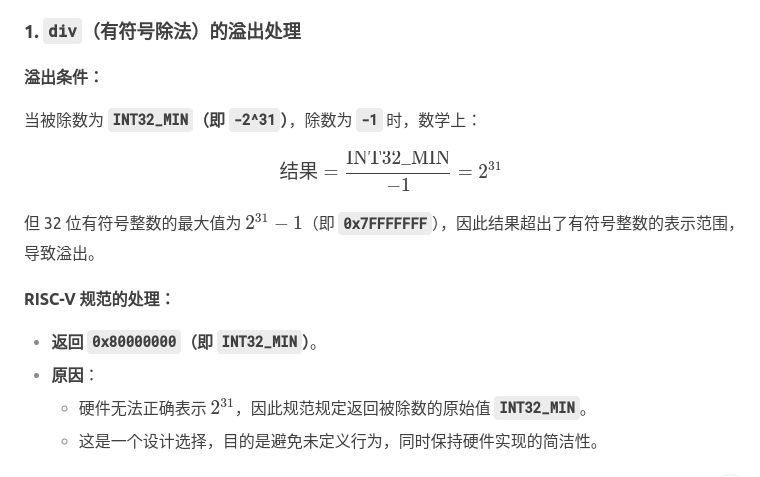 1. div（有符号除法）的溢出处理
溢出条件：
当被除数为 INT32_MIN（即 -2^31），除数为 -1 时，数学上：
结果 = INT32_MIN / −1 = 2^31
但 32 位有符号整数的最大值为 2^31 − 1（即 0x7FFFFFFF），因此结果超出了有符号整数的表示范围，
导致溢出。
RISC-V 规范的处理：
• 返回 0x80000000（即 INT32_MIN）。
• 原因：
◦ 硬件无法正确表示 2^31，因此规范规定返回被除数的原始值 INT32_MIN。
◦ 这是一个设计选择，目的是避免未定义行为，同时保持硬件实现的简洁性。